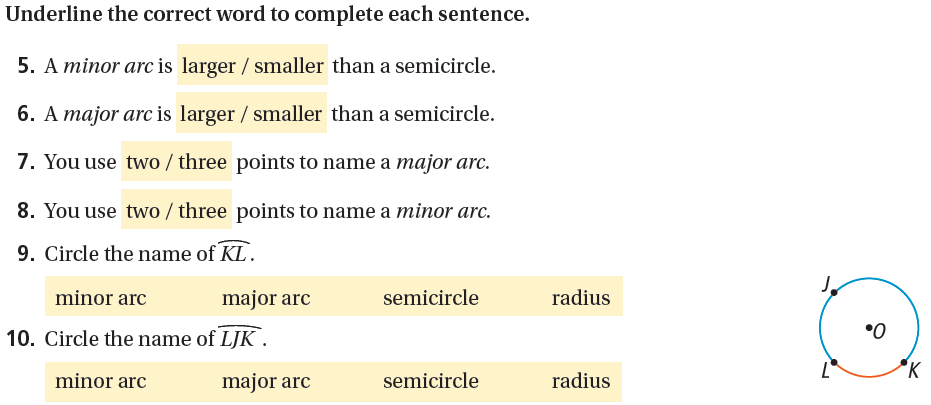 Underline the correct word to complete each sentence.
5. A minor arc is larger / smaller than a semicircle.
6. A major arc is larger / smaller than a semicircle.
7. You use two / three points to name a major arc.
8. You use two / three points to name a minor arc.
9. Circle the name of K͡L.
minor arc major arc semicircle radius
10. Circle the name of L͡JK.
minor arc major arc semicircle radius
J
O
L K